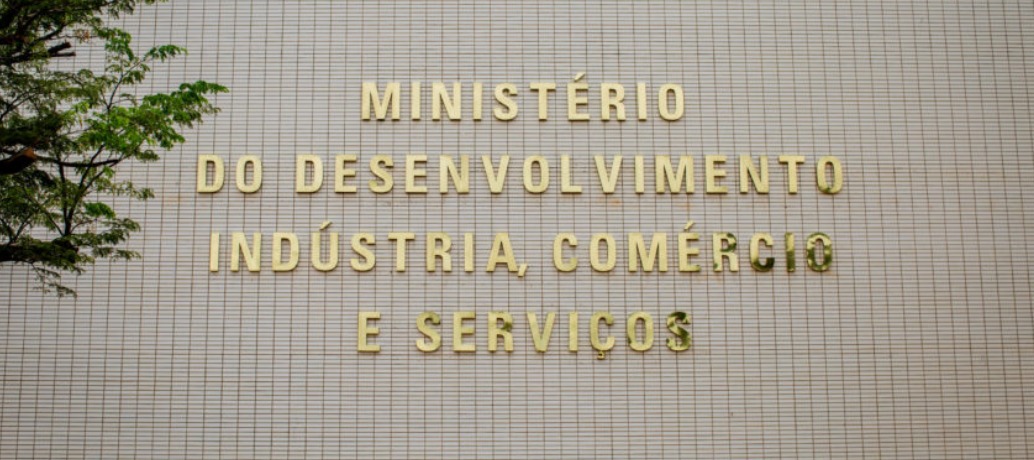 MINISTÉRIO
DO DESENVOLVIMENTO
INDÚSTRIA, COMÉRCIO
E SERVIÇOS